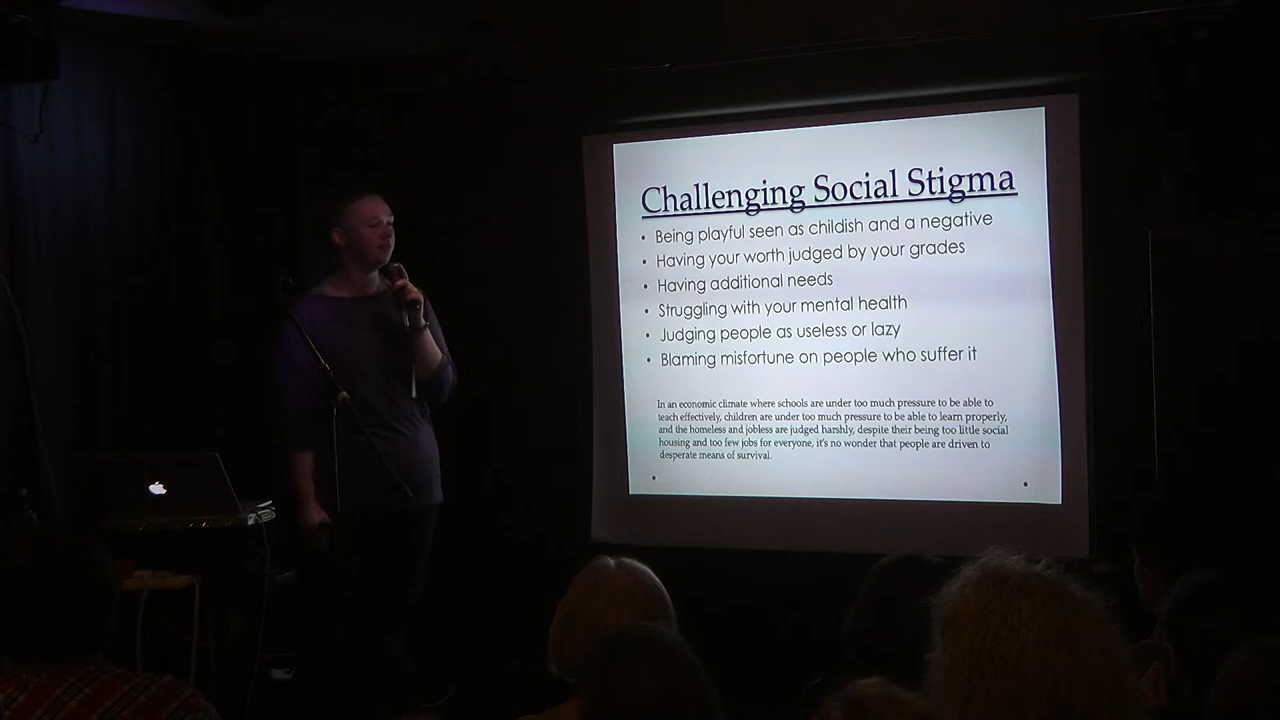 Challenging Social Stigma
• Being playful seen as childish and a negative
• Having your worth judged by your grades
• Having additional needs
• Struggling with your mental health
• Judging people as useless or lazy
• Blaming misfortune on people who suffer it
In an economic climate where schools are under too much pressure to be able to
teach effectively, children are under too much pressure to be able to learn properly,
and the homeless and jobless are judged harshly, despite their being too little social
housing and too few jobs for everyone, it's no wonder that people are driven to
desperate means of survival.